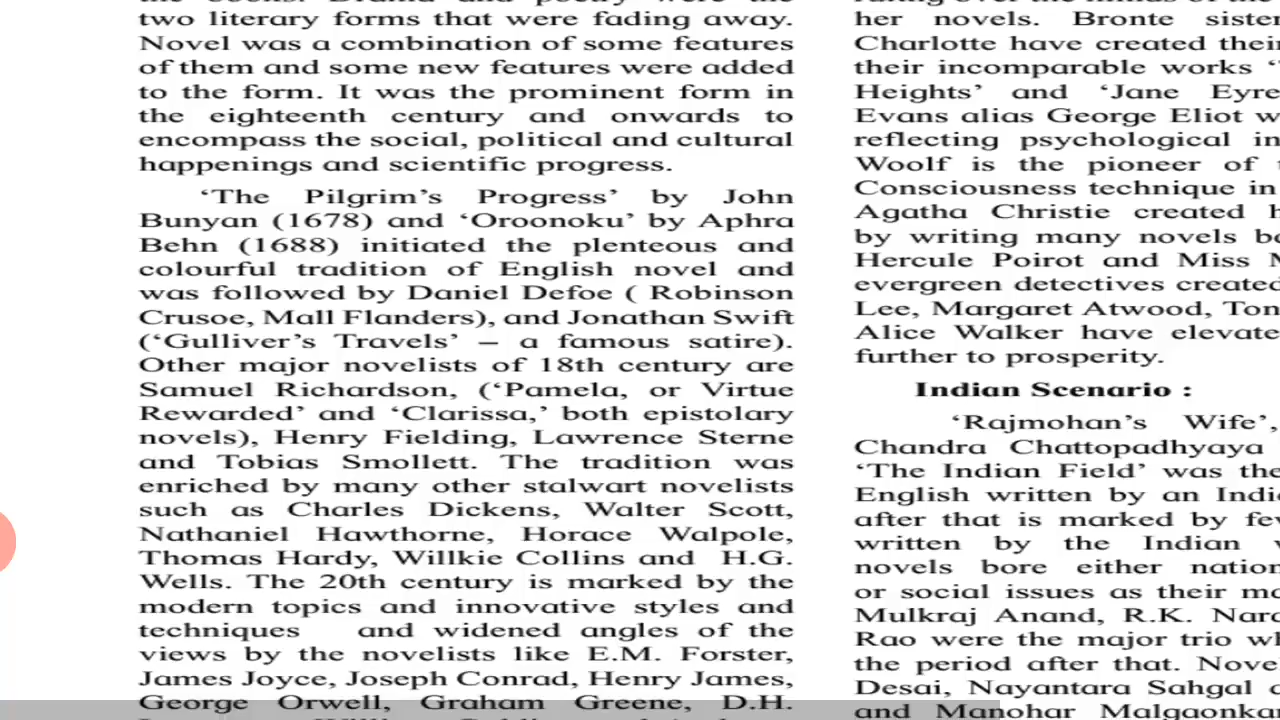 two literary forms that were fading away.
Novel was a combination of some features
of them and some new features were added
to the form. It was the prominent form in
the eighteenth century and onwards to
encompass the social, political and cultural
happenings and scientific progress.
‘The Pilgrim’s Progress’ by John
Bunyan (1678) and ‘Oroonoku’ by Aphra
Behn (1688) initiated the plenteous and
colourful tradition of English novel and
was followed by Daniel Defoe ( Robinson
Crusoe, Mall Flanders), and Jonathan Swift
(‘Gulliver’s Travels’ – a famous satire).
Other major novelists of 18th century are
Samuel Richardson, (‘Pamela, or Virtue
Rewarded’ and ‘Clarissa,’ both epistolary
novels), Henry Fielding, Lawrence Sterne
and Tobias Smollett. The tradition was
enriched by many other stalwart novelists
such as Charles Dickens, Walter Scott,
Nathaniel Hawthorne, Horace Walpole,
Thomas Hardy, Willkie Collins and H.G.
Wells. The 20th century is marked by the
modern topics and innovative styles and
techniques and widened angles of the
views by the novelists like E.M. Forster,
James Joyce, Joseph Conrad, Henry James,
George Orwell, Graham Greene, D.H.
her novels. Bronte
Charlotte have created
their incomparable works
Heights’ and ‘Jane Eyre
Evans alias George Eliot
reflecting psychological
Woolf is the pioneer of
Consciousness technique in
Agatha Christie created
by writing many novels
Hercule Poirot and Miss
evergreen detectives created
Lee, Margaret Atwood,
Alice Walker have
further to prosperity.
Indian Scenario :
‘Rajmohan’s Wife’,
Chandra Chattopadhyaya
‘The Indian Field’ was
English written by an
after that is marked by
written by the Indian
novels bore either
or social issues as their
Mulkraj Anand, R.K.
Rao were the major trio
the period after that.
Desai, Nayantara Sahgal
and Manohar